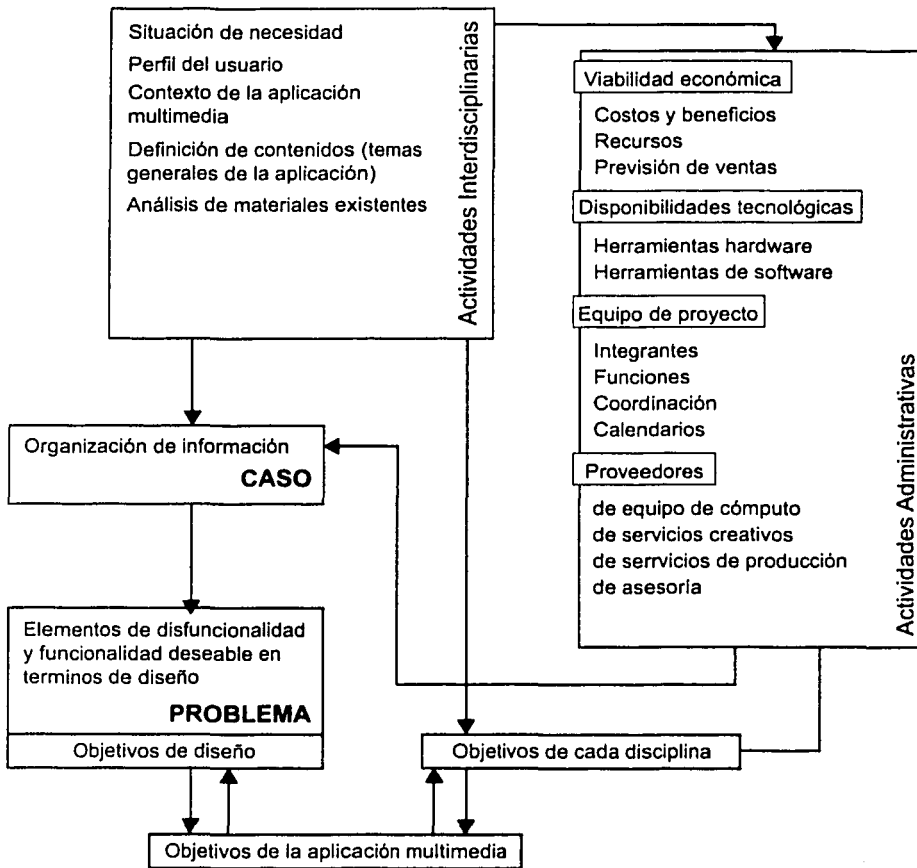 Situación de necesidad
Perfil del usuario
Contexto de la aplicación
multimedia
Definición de contenidos (temas
generales de la aplicación)
Análisis de materiales existentes
Actividades Interdisciplinarias
Viabilidad económica
Costos y beneficios
Recursos
Previsión de ventas
Disponibilidades tecnológicas
Herramientas hardware
Herramientas de software
Equipo de proyecto
Integrantes
Funciones
Coordinación
Calendarios
Proveedores
de equipo de cómputo
de servicios creativos
de serrvicios de producción
de asesoría
Actividades Administrativas
Organización de información
CASO
Elementos de disfuncionalidad
y funcionalidad deseable en
terminos de diseño
PROBLEMA
Objetivos de diseño
Objetivos de cada disciplina
Objetivos de la aplicación multimedia